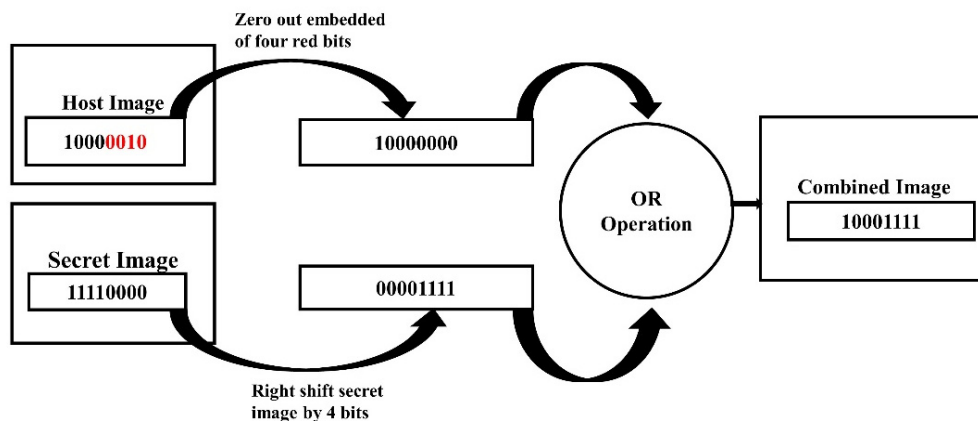 Zero out embedded
of four red bits
Host Image
10000010
10000000
OR
Operation
Combined Image
10001111
Secret Image
11110000
00001111
Right shift secret
image by 4 bits